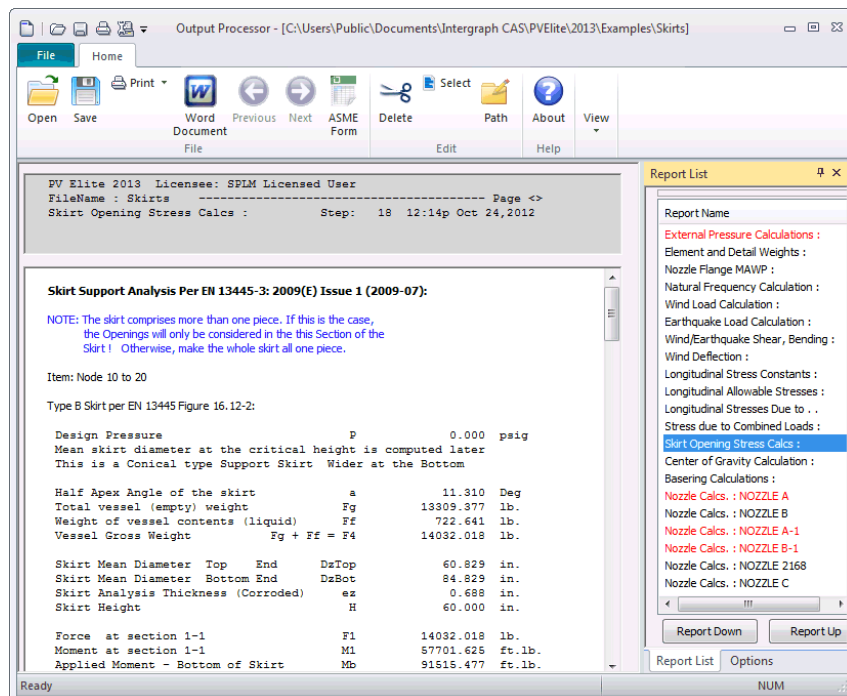 Output Processor - [C:\Users\Public\Documents\Intergraph CAS\PVElite\2013\Examples\Skirts]
File Home
Open Save Print Word Document Previous Next ASME Form Delete Select Path About View
File Edit Help
PV Elite 2013 Licensee: SPLM Licensed User
FileName : Skirts ---------------------------------------- Page <>
Skirt Opening Stress Calcs : Step: 18 12:14p Oct 24,2012
Skirt Support Analysis Per EN 13445-3: 2009(E) Issue 1 (2009-07):
NOTE: The skirt comprises more than one piece. If this is the case,
the Openings will only be considered in the this Section of the
Skirt ! Otherwise, make the whole skirt all one piece.
Item: Node 10 to 20
Type B Skirt per EN 13445 Figure 16.12-2:
Design Pressure P 0.000 psig
Mean skirt diameter at the critical height is computed later
This is a Conical type Support Skirt Wider at the Bottom
Half Apex Angle of the skirt a 11.310 Deg
Total vessel (empty) weight Fg 13309.377 lb.
Weight of vessel contents (liquid) Ff 722.641 lb.
Vessel Gross Weight Fg + Ff = F4 14032.018 lb.
Skirt Mean Diameter Top End DzTop 60.829 in.
Skirt Mean Diameter Bottom End DzBot 84.829 in.
Skirt Analysis Thickness (Corroded) ez 0.688 in.
Skirt Height H 60.000 in.
Force at section 1-1 F1 14032.018 lb.
Moment at section 1-1 M1 57701.625 ft.lb.
Applied Moment - Bottom of Skirt Mb 91515.477 ft.lb.
Report List
Report Name
External Pressure Calculations :
Element and Detail Weights :
Nozzle Flange MAWP :
Natural Frequency Calculation :
Wind Load Calculation :
Earthquake Load Calculation :
Wind/Earthquake Shear, Bending :
Wind Deflection :
Longitudinal Stress Constants :
Longitudinal Allowable Stresses :
Longitudinal Stresses Due to . .
Stress due to Combined Loads :
Skirt Opening Stress Calcs :
Center of Gravity Calculation :
Basering Calculations :
Nozzle Calcs. : NOZZLE A
Nozzle Calcs. : NOZZLE B
Nozzle Calcs. : NOZZLE A-1
Nozzle Calcs. : NOZZLE B-1
Nozzle Calcs. : NOZZLE 2168
Nozzle Calcs. : NOZZLE C
Report Down Report Up
Report List Options
Ready NUM